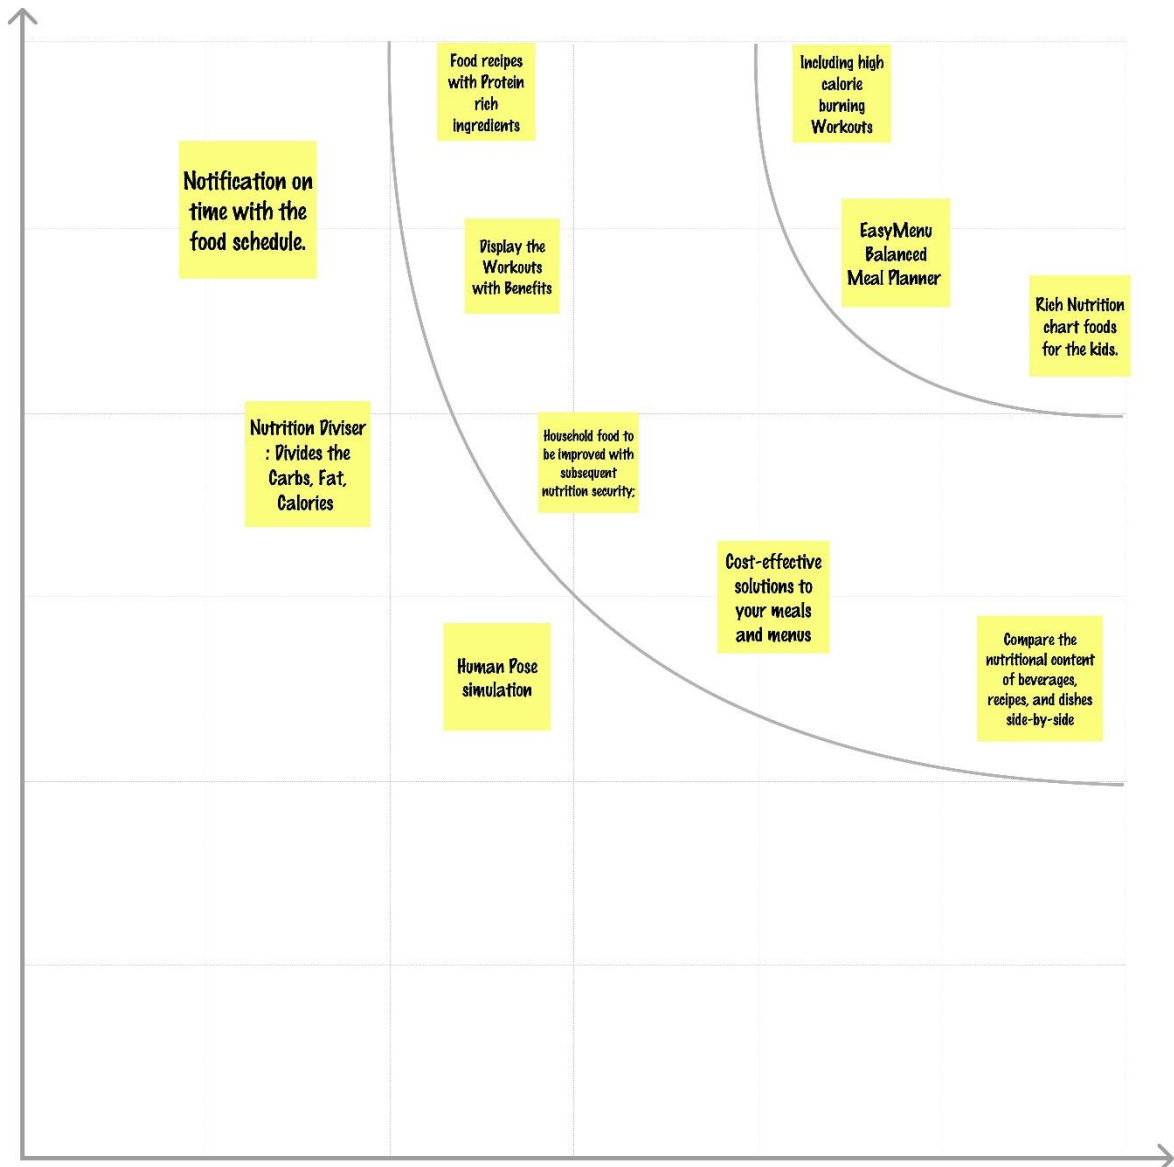 Food recipes
with Protein
rich
ingredients
Including high
calorie
burning
Workouts
Notification on
time with the
food schedule.
Display the
Workouts
with Benefits
EasyMenu
Balanced
Meal Planner
Rich Nutrition
chart foods
for the kids.
Nutrition Diviser
: Divides the
Carbs, Fat,
Calories
Household food to
be improved with
subsequent
nutrition security;
Cost-effective
solutions to
your meals
and menus
Human Pose
simulation
Compare the
nutritional content
of beverages,
recipes, and dishes
side-by-side